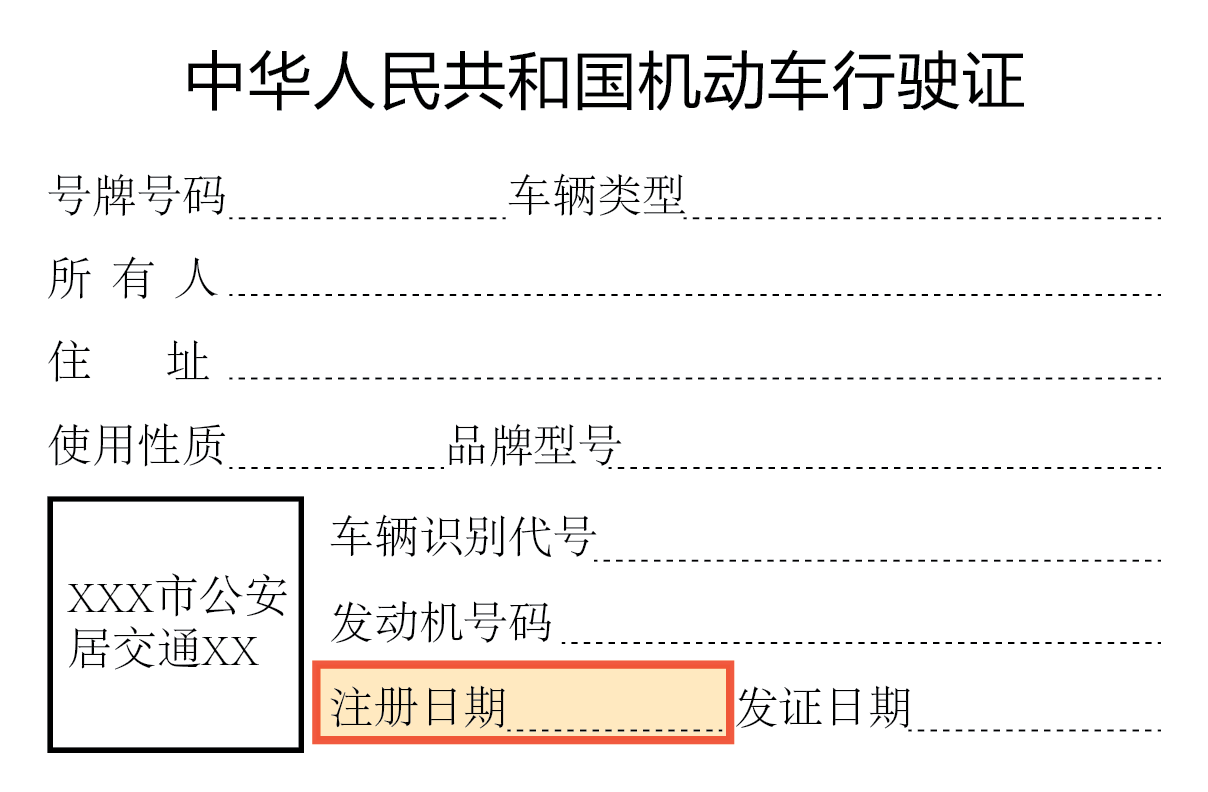 中华人民共和国机动车行驶证
号牌号码 车辆类型
所有人
住址
使用性质 品牌型号
车辆识别代号
XXX市公安
发动机号码
居交通XX
注册日期 发证日期